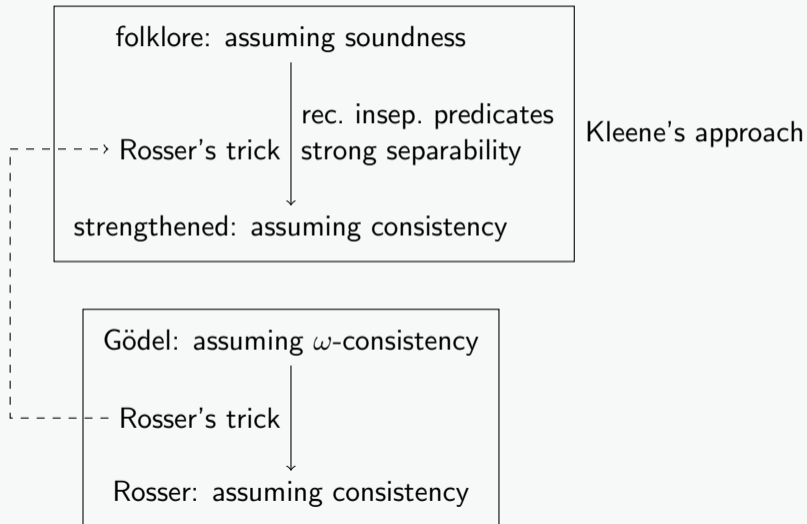 folklore: assuming soundness
rec. insep. predicates
Rosser's trick
strong separability
strengthened: assuming consistency
Kleene's approach
Gödel: assuming ω-consistency
Rosser's trick
Rosser: assuming consistency